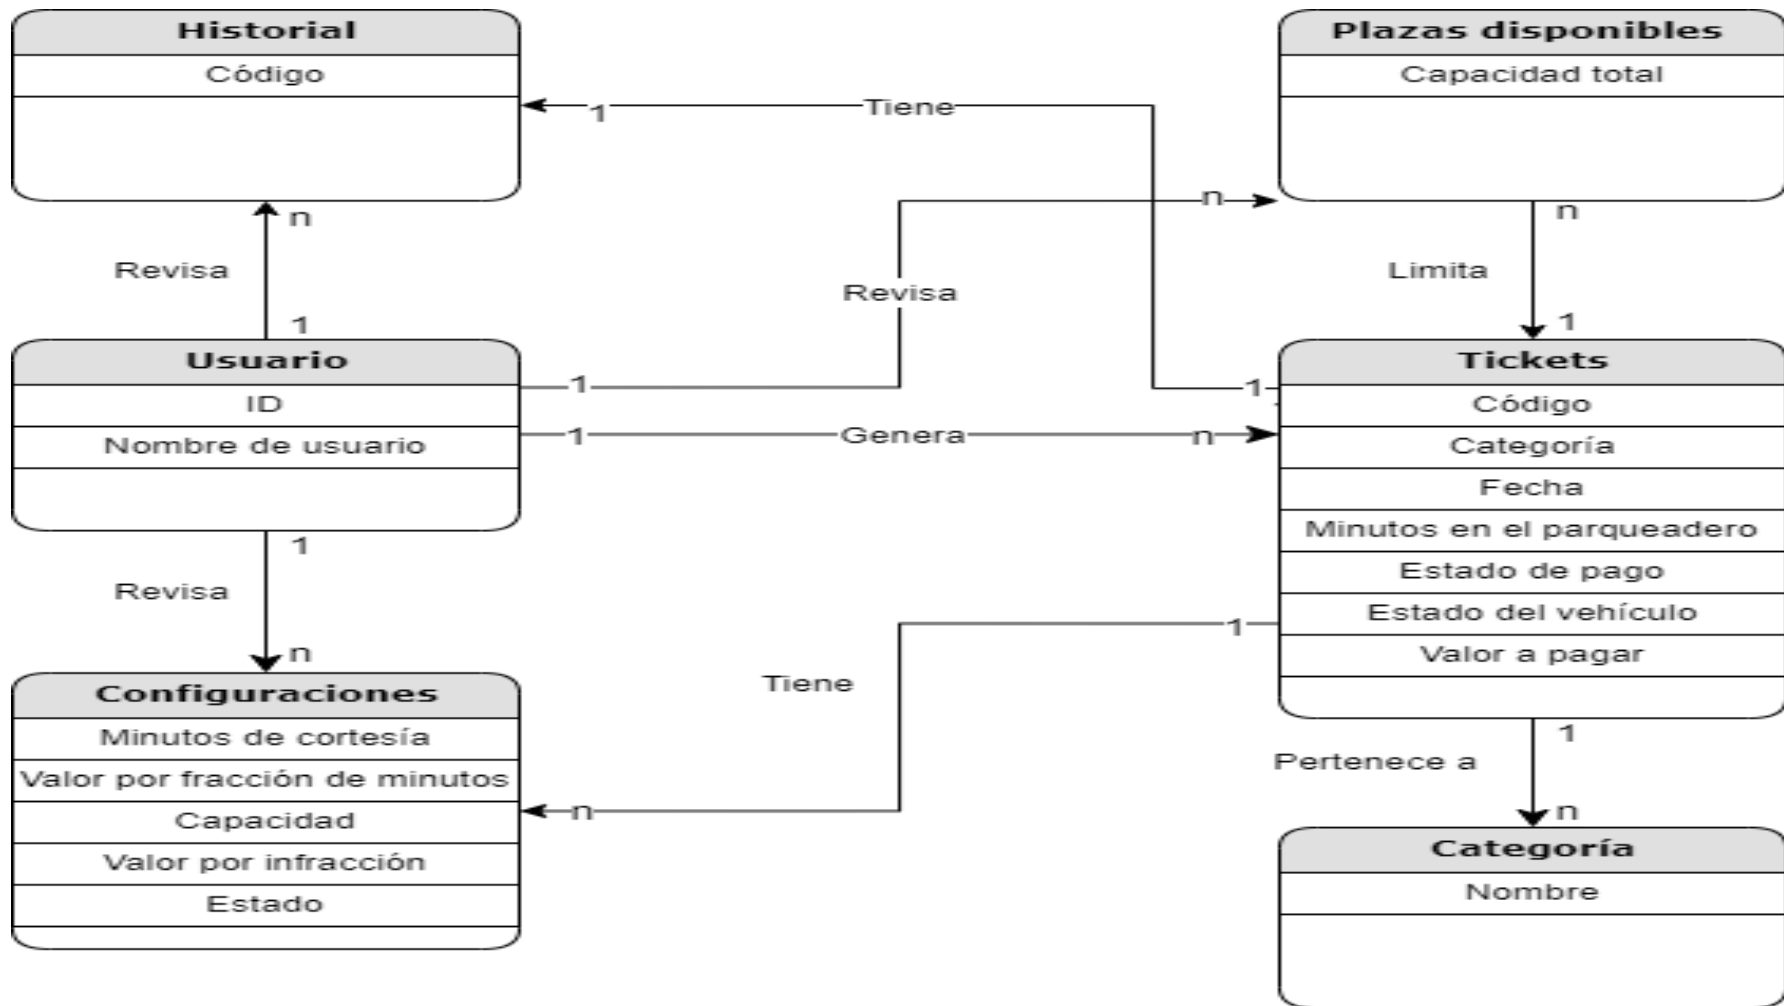 Historial
Código
Plazas disponibles
Capacidad total
1
Tiene
n
n
n
Revisa
Limita
Revisa
1
1
Usuario
ID
Nombre de usuario
1
1
1
Genera
n
Tickets
Código
Categoría
Fecha
Minutos en el parqueadero
Estado de pago
Estado del vehículo
Valor a pagar
1
Revisa
n
1
Tiene
Configuraciones
Minutos de cortesía
Valor por fracción de minutos
Capacidad
Valor por infracción
Estado
n
1
Pertenece a
n
Categoría
Nombre